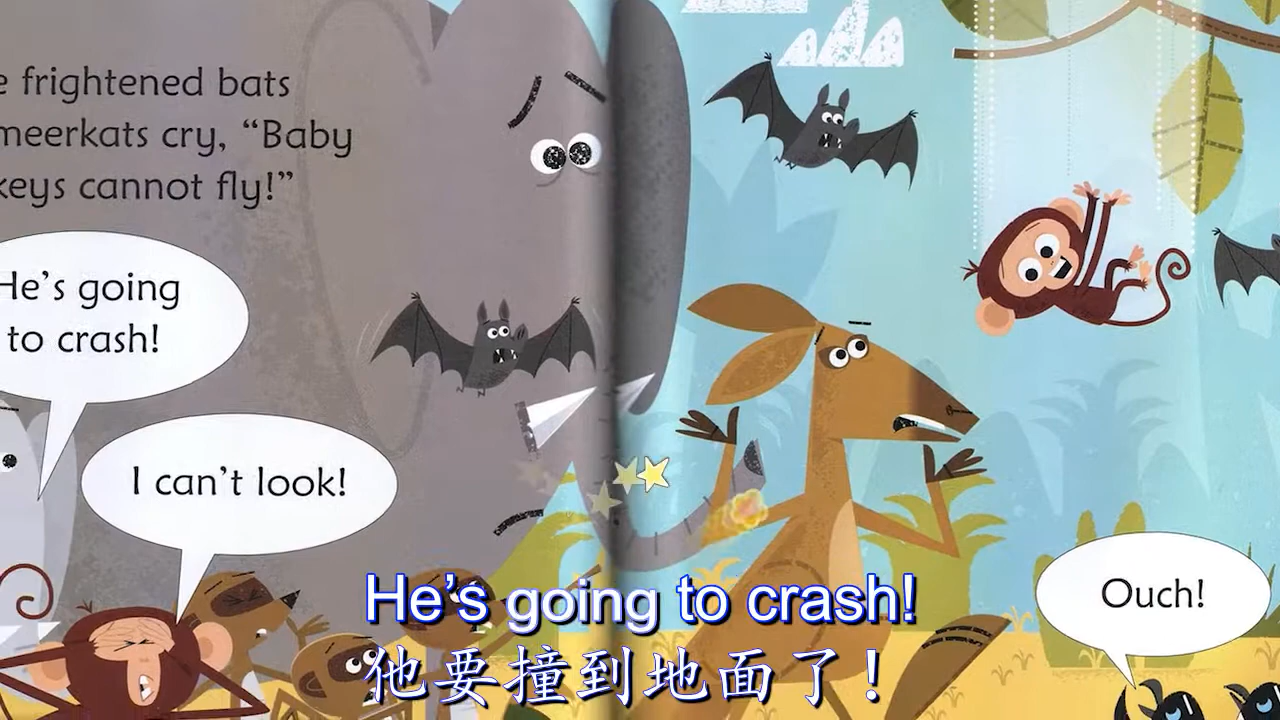 e frightened bats
meerkats cry, “Baby
keys cannot fly!”
He’s going
to crash!
I can’t look!
Ouch!
He’s going to crash!
他要撞到地面了！